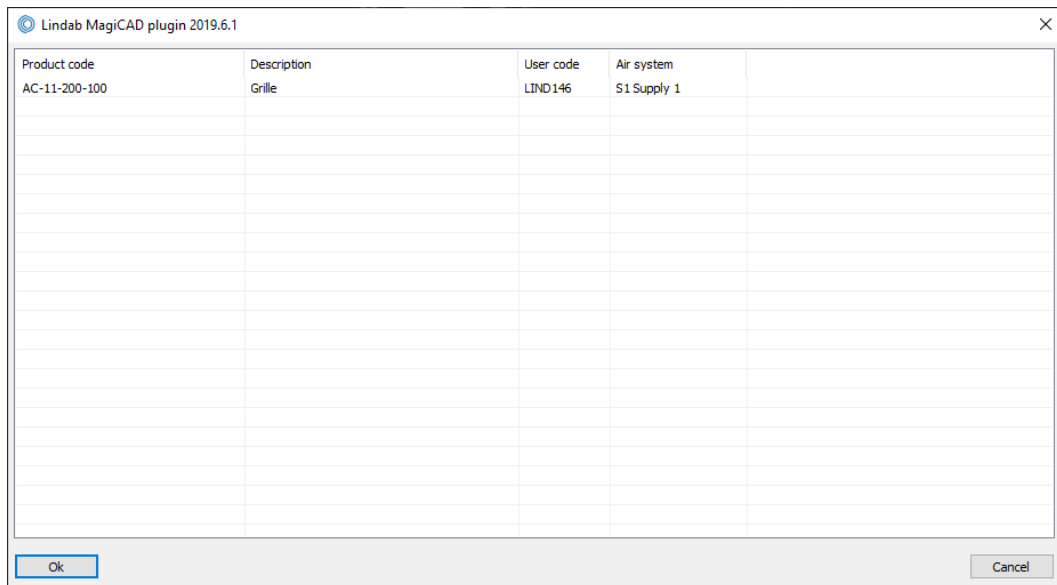 Lindab MagiCAD plugin 2019.6.1
Product code Description User code Air system
AC-11-200-100 Grille LIND146 S1 Supply 1
Ok Cancel